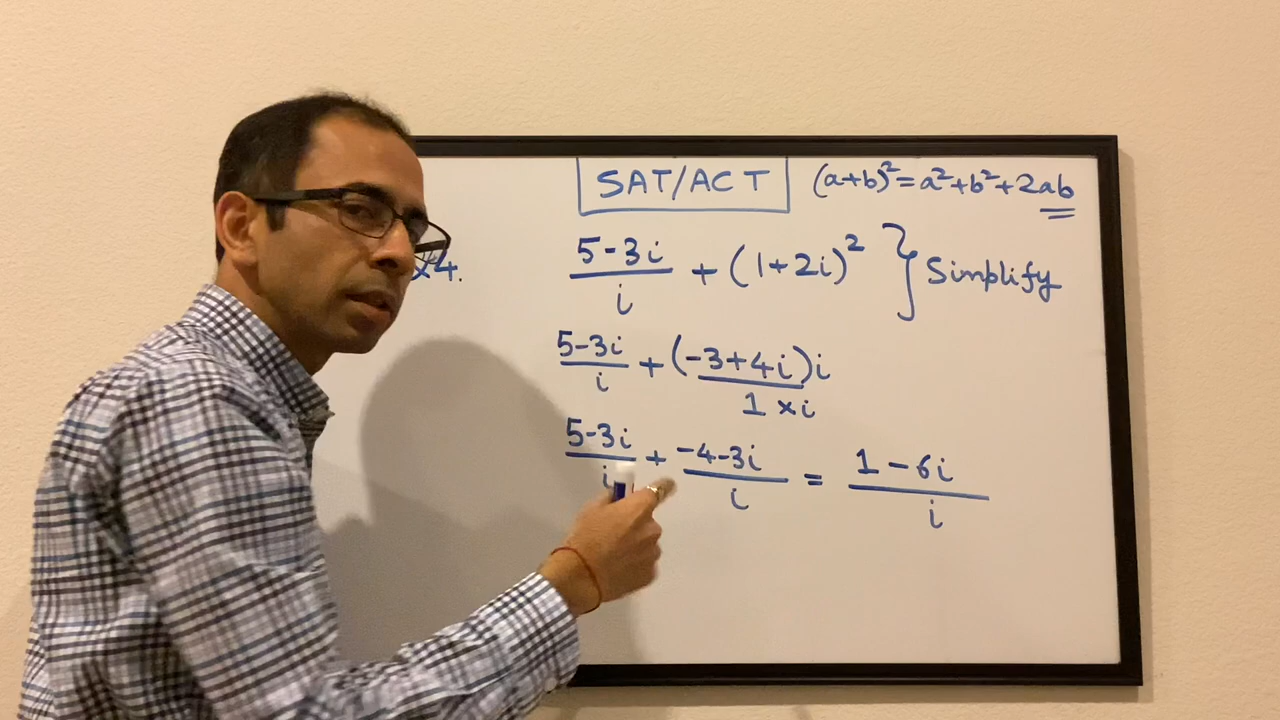 SAT/ACT (a+b)² = a² + b² + 2ab
x4. (5-3i)/i + (1+2i)² } Simplify
(5-3i)/i + (-3+4i)i/(1×i)
(5-3i)/i + (-4-3i)/i = (1-6i)/i